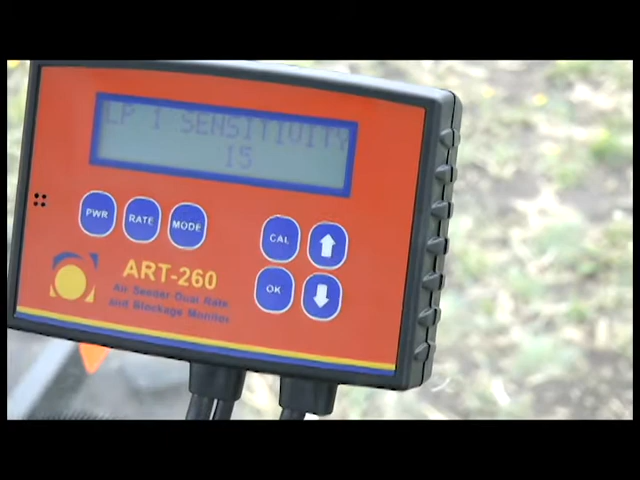 LP 1 SENSITIVITY
15
PWR RATE MODE CAL
OK
ART-260
Air Seeder Dual Rate
and Blockage Monitor